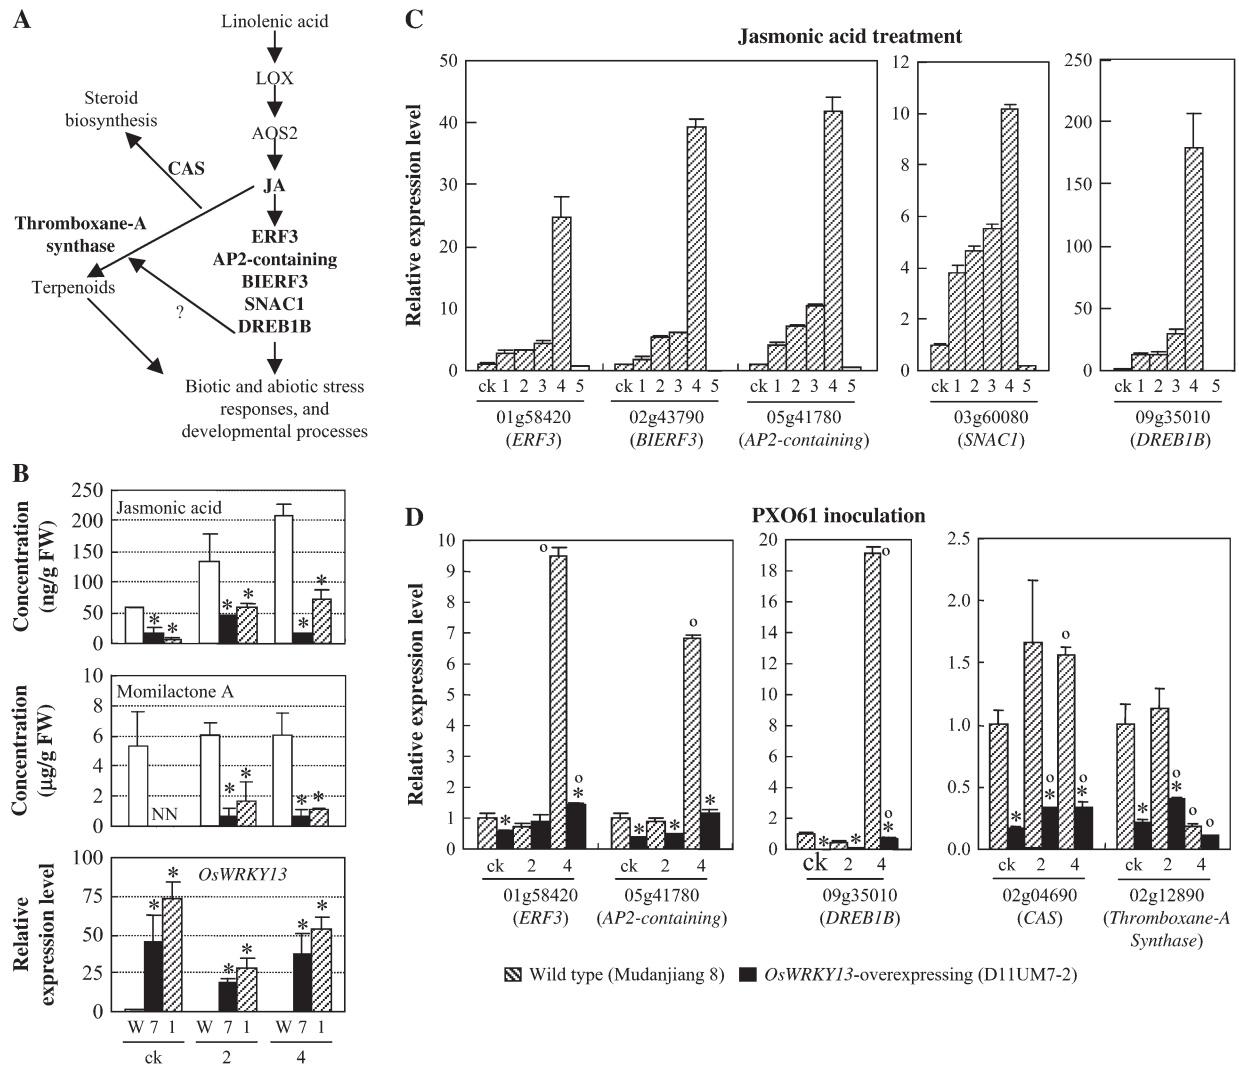 A
Linolenic acid
LOX
Steroid
biosynthesis
AOS2
CAS
JA
Thromboxane-A
synthase
ERF3
AP2-containing
BIERF3
SNAC1
DREB1B
Terpenoids
?
Biotic and abiotic stress
responses, and
developmental processes
B
Concentration
(ng/g FW)
250
200
150
100
50
0
Jasmonic acid
* * * * * *
Concentration
(µg/g FW)
10
8
6
4
2
0
Momilactone A
NN
* * * *
Relative
expression level
100
75
50
25
0
OsWRKY13
* * * * * *
W 7 1 W 7 1 W 7 1
ck 2 4
C
Jasmonic acid treatment
Relative expression level
50
40
30
20
10
0
ck 1 2 3 4 5 ck 1 2 3 4 5 ck 1 2 3 4 5
01g58420 02g43790 05g41780
(ERF3) (BIERF3) (AP2-containing)
12
10
8
6
4
2
0
ck 1 2 3 4 5
03g60080
(SNAC1)
250
200
150
100
50
0
ck 1 2 3 4 5
09g35010
(DREB1B)
D
PXO61 inoculation
Relative expression level
10
9
8
7
6
5
4
3
2
1
0
o o o
* * * * *
ck 2 4 ck 2 4
01g58420 05g41780
(ERF3) (AP2-containing)
20
18
16
14
12
10
8
6
4
2
0
o o
* * *
ck 2 4
09g35010
(DREB1B)
2.5
2.0
1.5
1.0
0.5
0.0
o o o o o o
* * * * *
ck 2 4 ck 2 4
02g04690 02g12890
(CAS) (Thromboxane-A
Synthase)
Wild type (Mudanjiang 8) OsWRKY13-overexpressing (D11UM7-2)